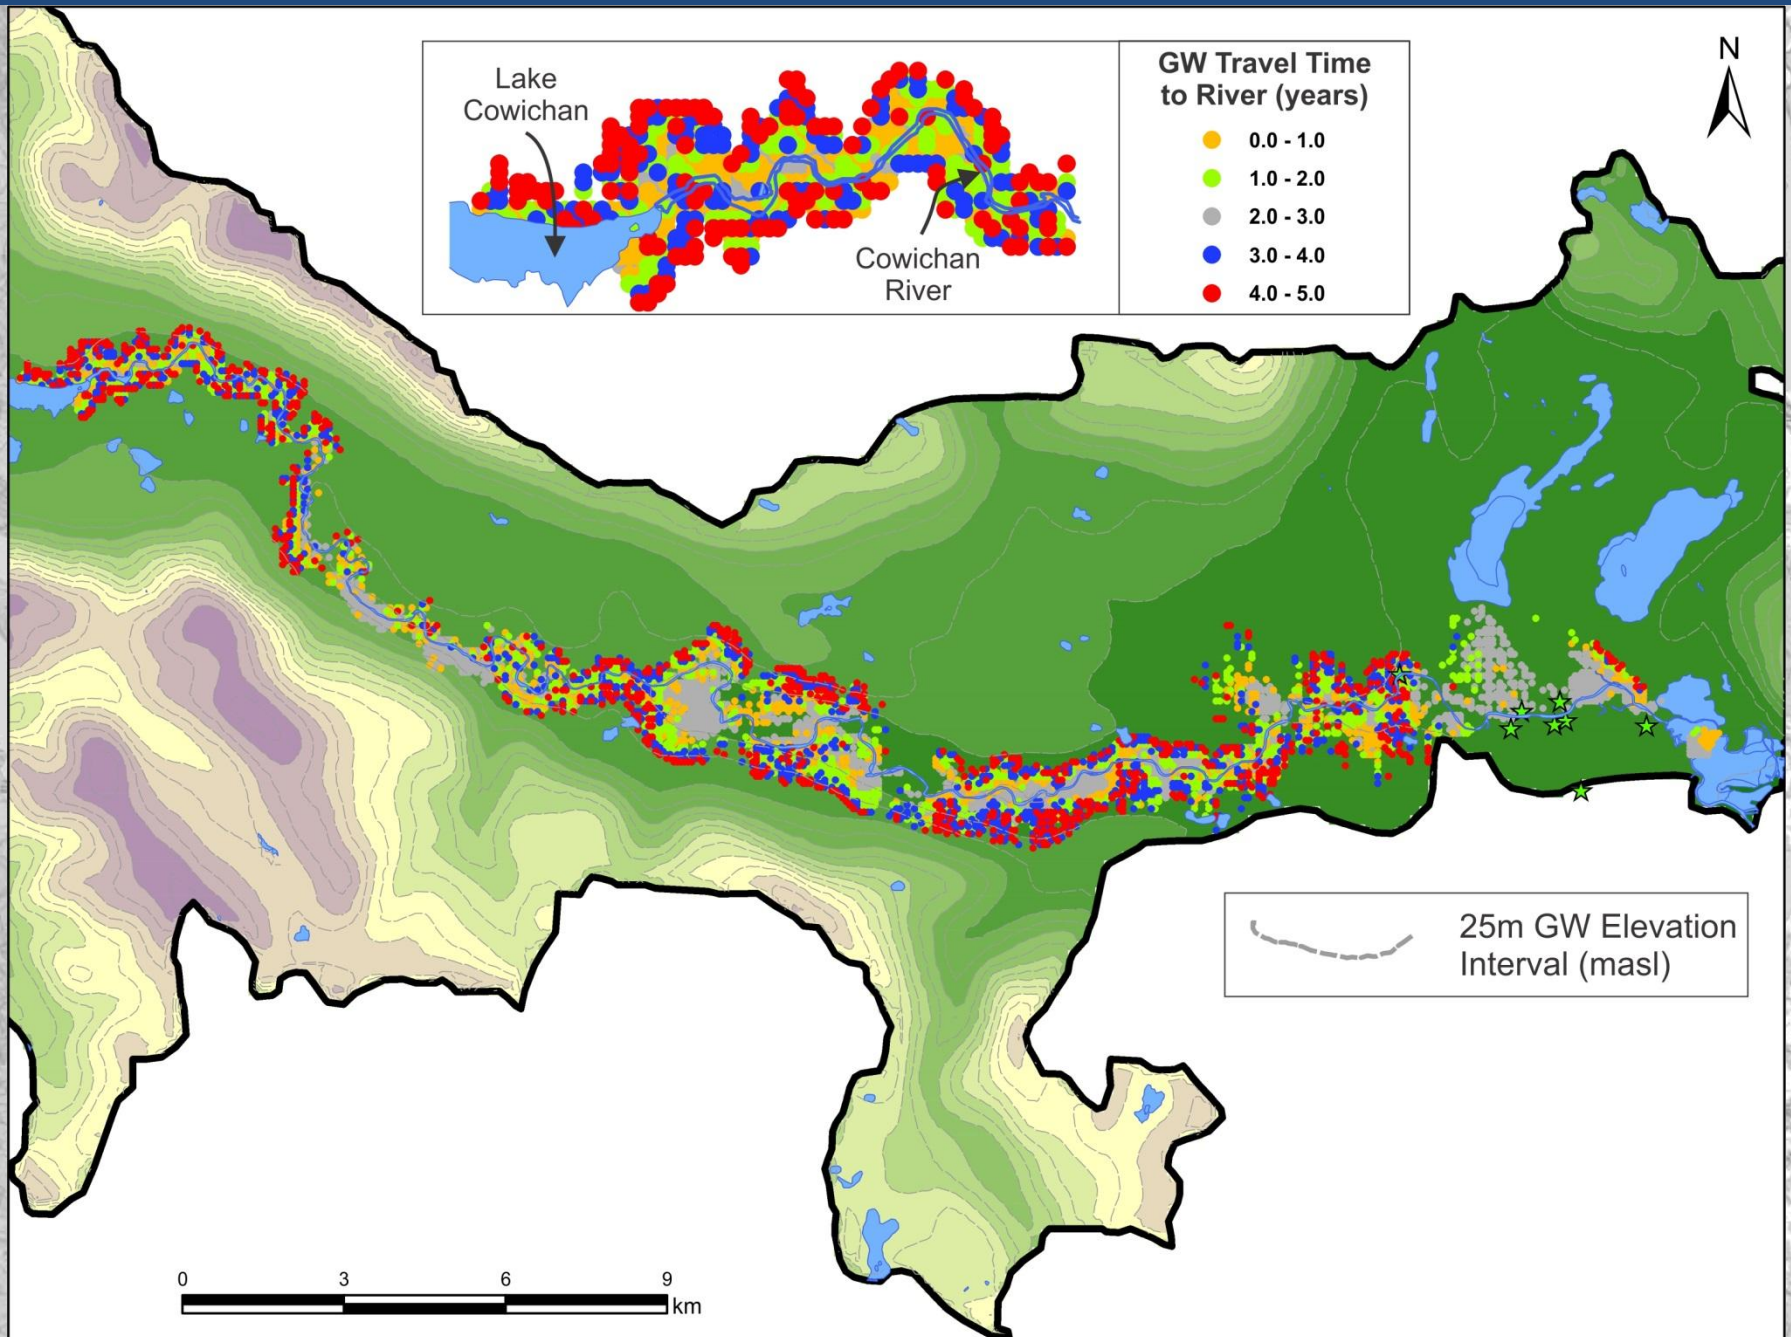 Lake
Cowichan
Cowichan
River
GW Travel Time
to River (years)
0.0 - 1.0
1.0 - 2.0
2.0 - 3.0
3.0 - 4.0
4.0 - 5.0
N
25m GW Elevation
Interval (masl)
0 3 6 9
km